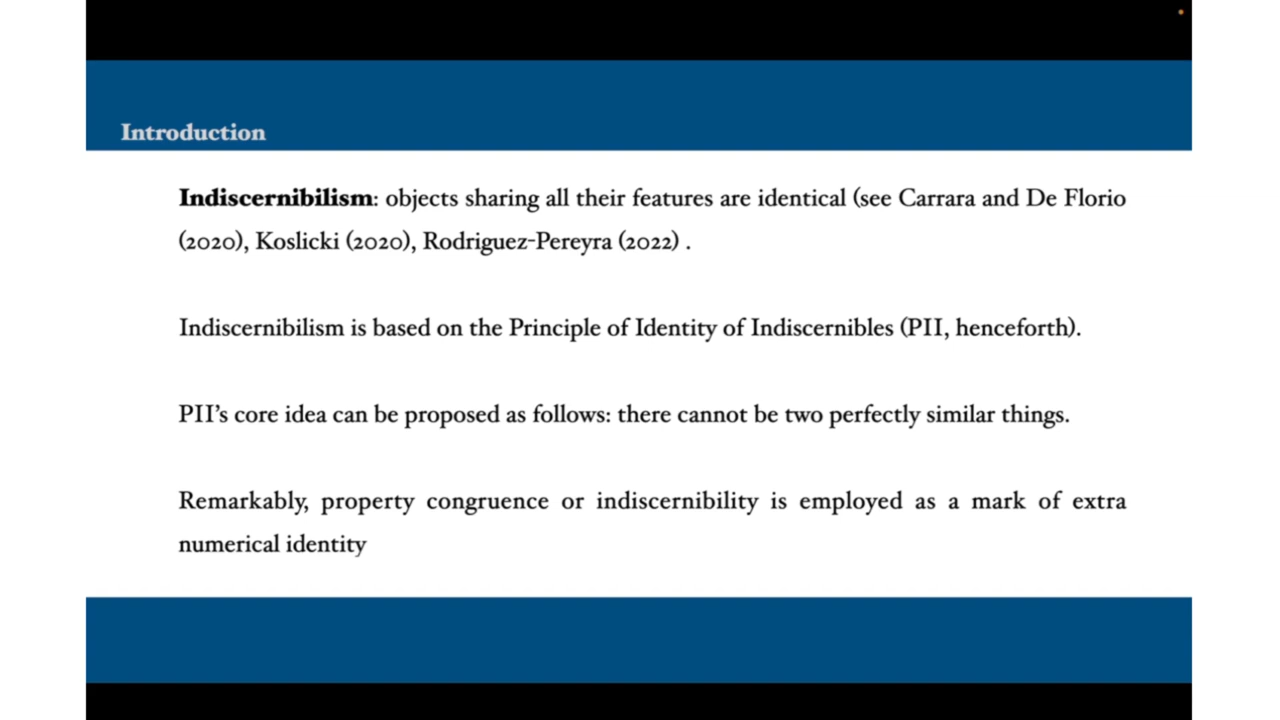 Introduction
Indiscernibilism: objects sharing all their features are identical (see Carrara and De Florio
(2020), Koslicki (2020), Rodriguez-Pereyra (2022) .
Indiscernibilism is based on the Principle of Identity of Indiscernibles (PII, henceforth).
PII’s core idea can be proposed as follows: there cannot be two perfectly similar things.
Remarkably, property congruence or indiscernibility is employed as a mark of extra
numerical identity